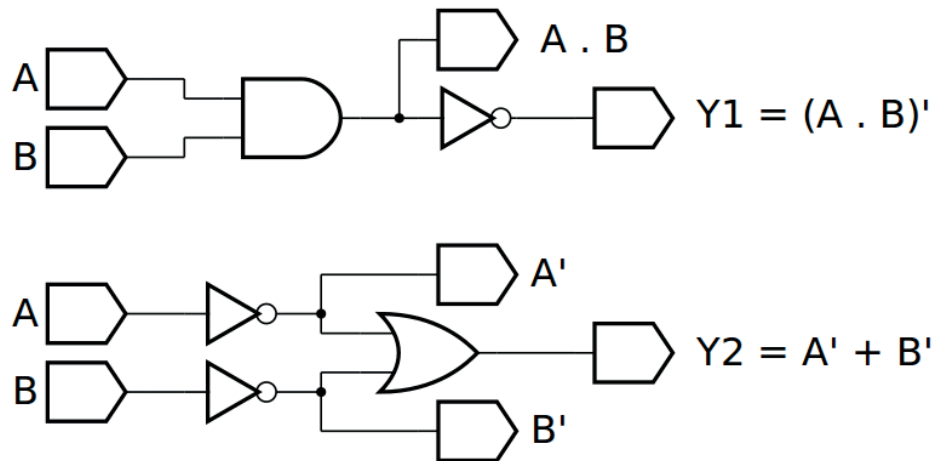 A . B
A
Y1 = (A . B)'
B
A'
A
Y2 = A' + B'
B
B'